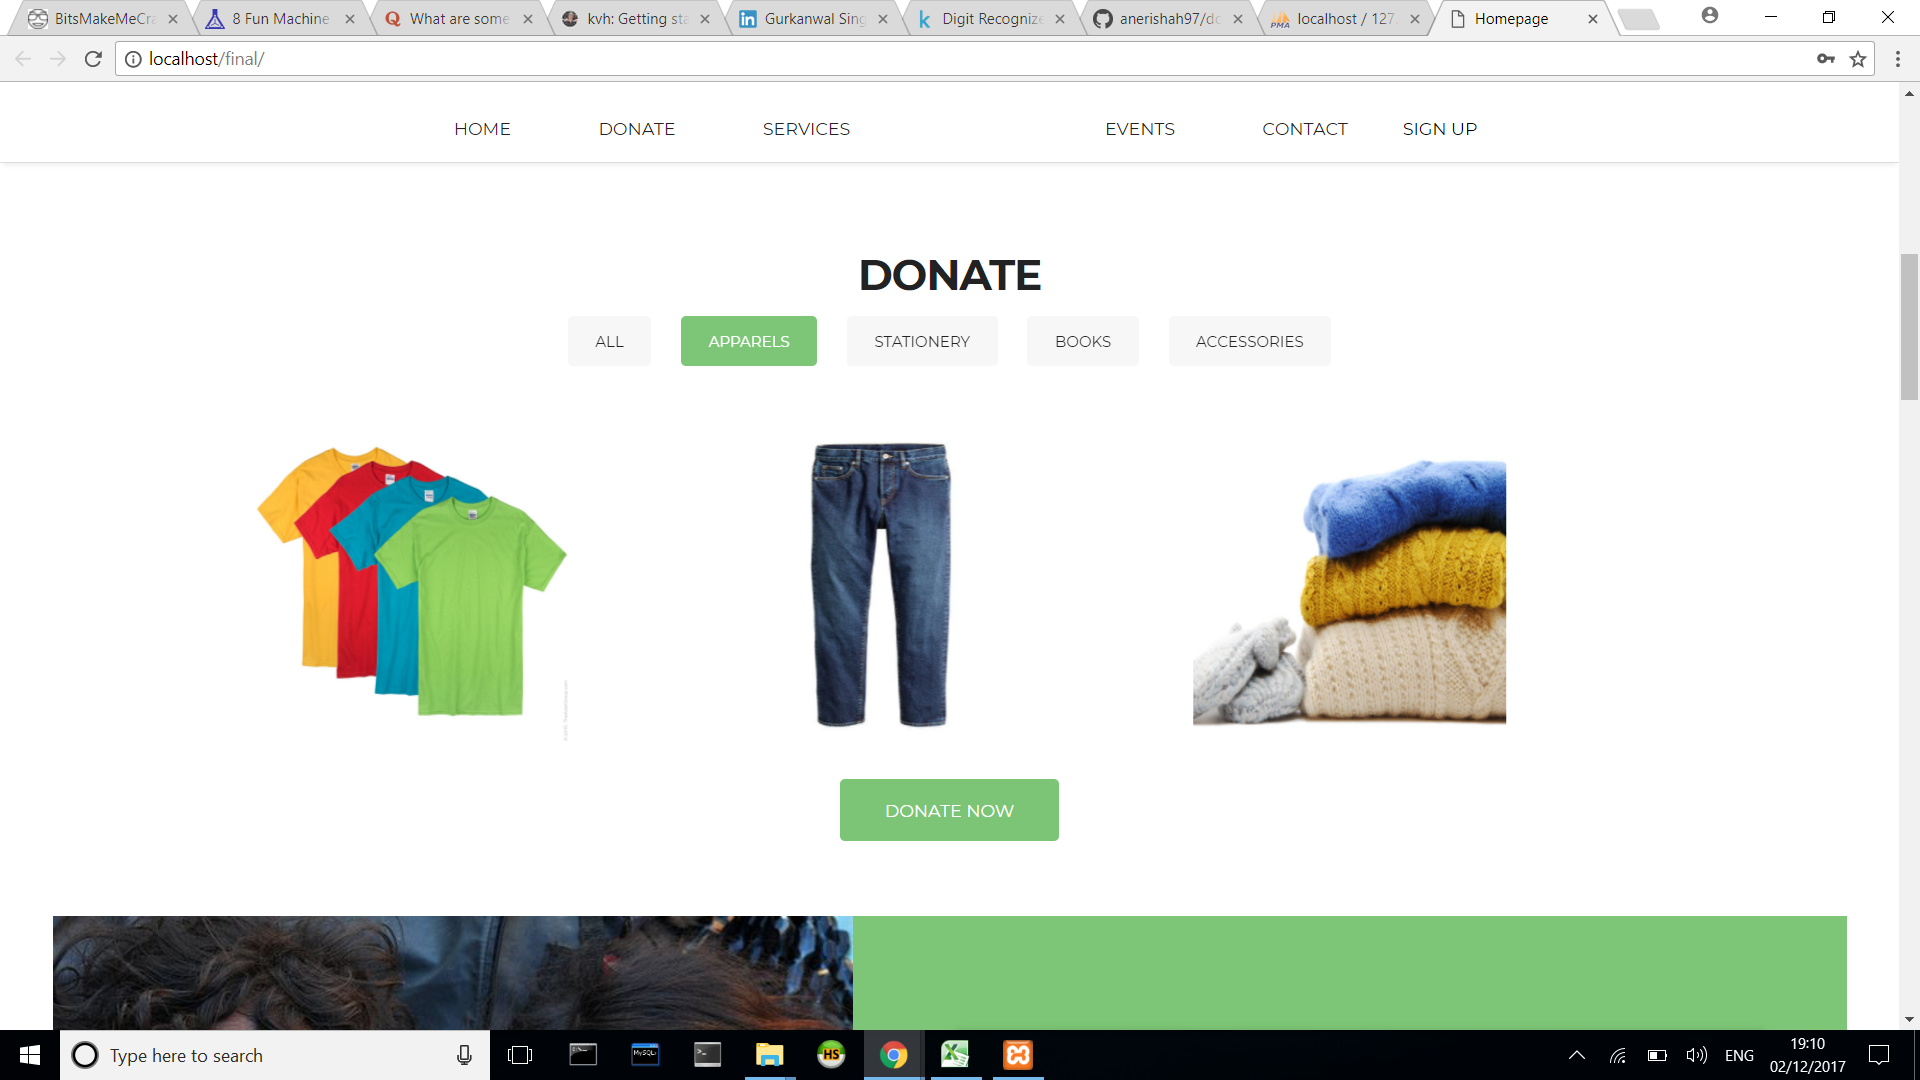 BitsMakeMeCra
8 Fun Machine
What are some
kvh: Getting sta
Gurkanwal Sing
Digit Recognize
anerishah97/do
localhost / 127.
Homepage
localhost/final/
HOME DONATE SERVICES EVENTS CONTACT SIGN UP
DONATE
ALL APPARELS STATIONERY BOOKS ACCESSORIES
DONATE NOW
Type here to search
ENG
19:10
02/12/2017